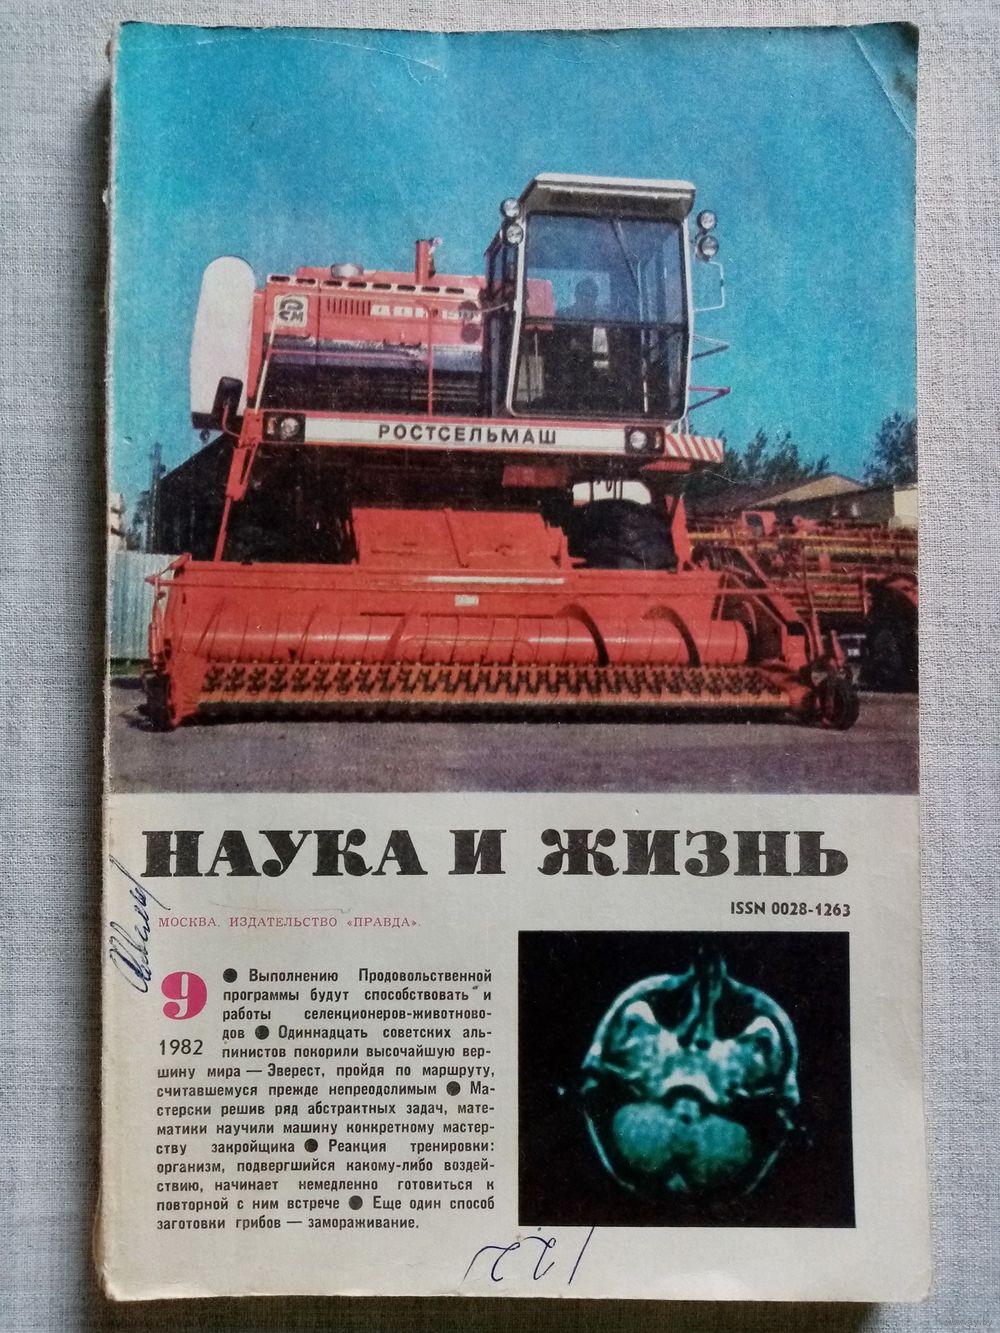 РСМ
РОСТСЕЛЬМАШ
НАУКА И ЖИЗНЬ
ISSN 0028-1263
МОСКВА. ИЗДАТЕЛЬСТВО «ПРАВДА».
9
1982
● Выполнению Продовольственной
программы будут способствовать и
работы селекционеров-животново-
дов ● Одиннадцать советских аль-
пинистов покорили высочайшую вер-
шину мира — Эверест, пройдя по маршруту,
считавшемуся прежде непреодолимым ● Ма-
стерски решив ряд абстрактных задач, мате-
матики научили машину конкретному мастер-
ству закройщика ● Реакция тренировки:
организм, подвергшийся какому-либо воздей-
ствию, начинает немедленно готовиться к
повторной с ним встрече ● Еще один способ
заготовки грибов — замораживание.